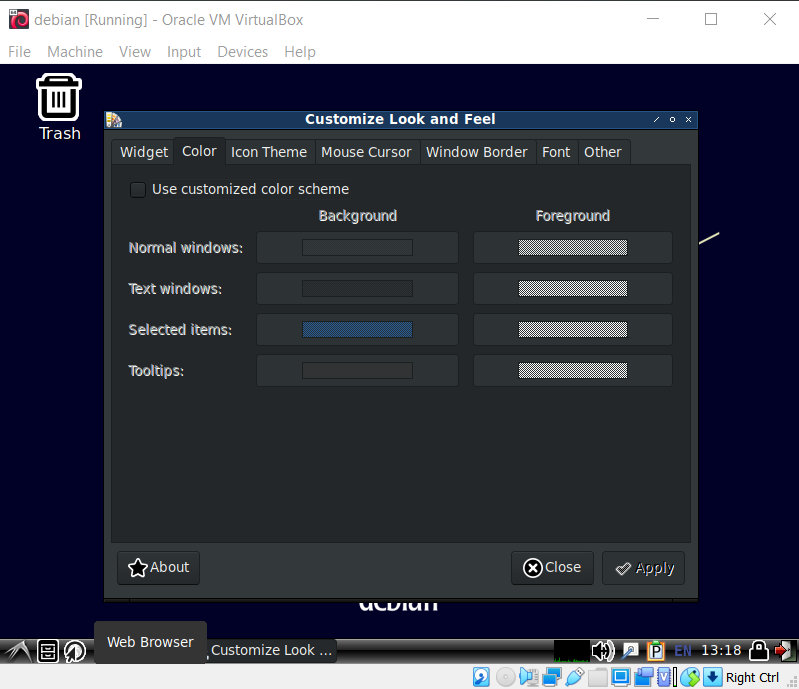 debian [Running] - Oracle VM VirtualBox
File Machine View Input Devices Help
Trash
Customize Look and Feel
Widget Color Icon Theme Mouse Cursor Window Border Font Other
Use customized color scheme
Background Foreground
Normal windows:
Text windows:
Selected items:
Tooltips:
About Close Apply
debian
Web Browser
Customize Look ...
P EN 13:18
Right Ctrl